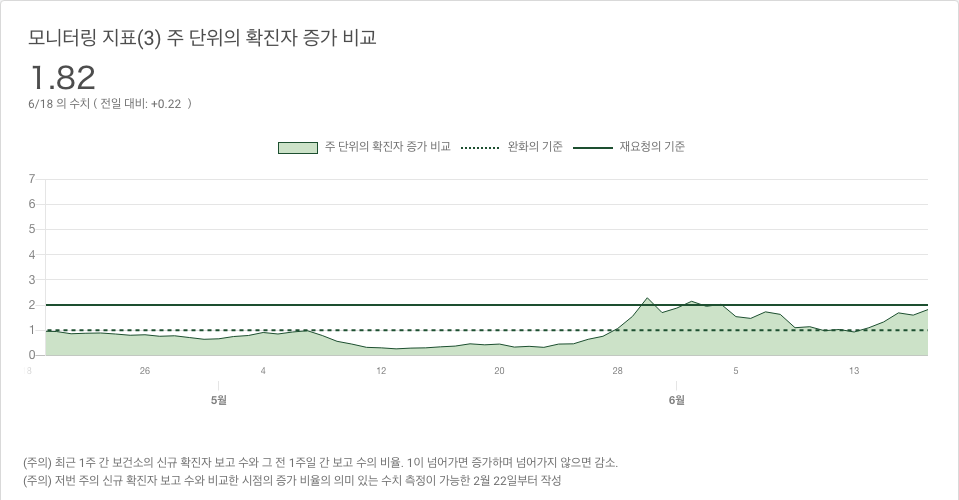 모니터링 지표(3) 주 단위의 확진자 증가 비교
1.82
6/18 의 수치 ( 전일 대비: +0.22 )
주 단위의 확진자 증가 비교 완화의 기준 재요청의 기준
7
6
5
4
3
2
1
0
8 26 4 12 20 28 5 13
5월 6월
(주의) 최근 1주 간 보건소의 신규 확진자 보고 수와 그 전 1주일 간 보고 수의 비율. 1이 넘어가면 증가하며 넘어가지 않으면 감소.
(주의) 저번 주의 신규 확진자 보고 수와 비교한 시점의 증가 비율의 의미 있는 수치 측정이 가능한 2월 22일부터 작성